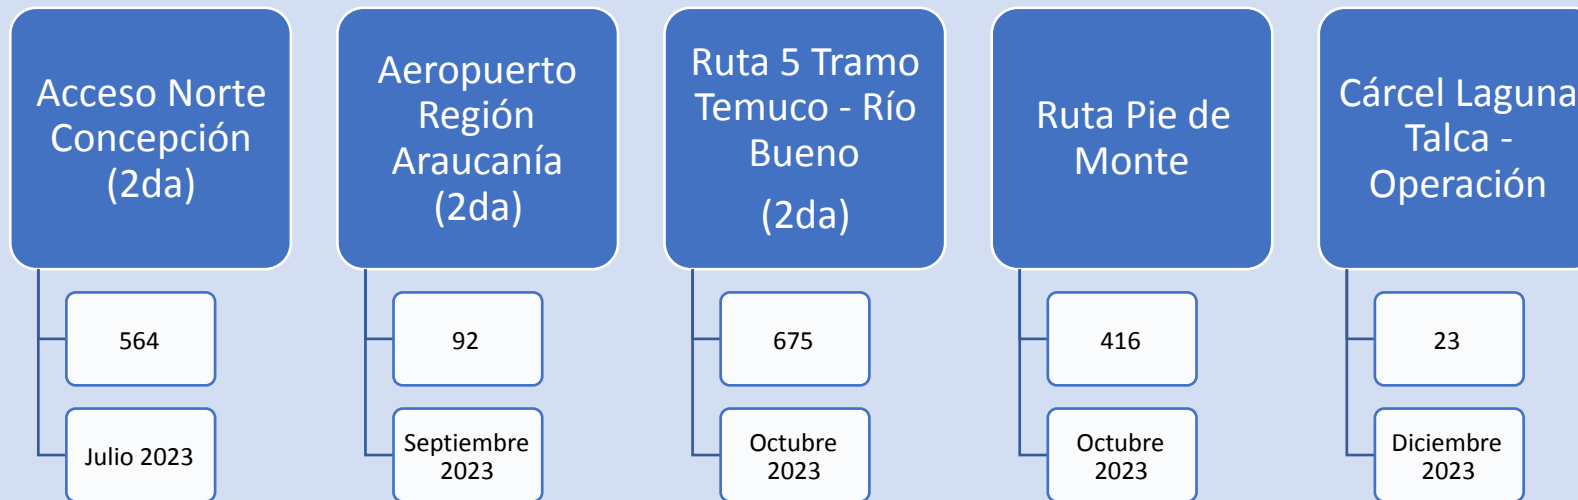 Acceso Norte
Concepción
(2da)
564
Julio 2023
Aeropuerto
Región
Araucanía
(2da)
92
Septiembre
2023
Ruta 5 Tramo
Temuco - Río
Bueno
(2da)
675
Octubre
2023
Ruta Pie de
Monte
416
Octubre
2023
Cárcel Laguna
Talca -
Operación
23
Diciembre
2023